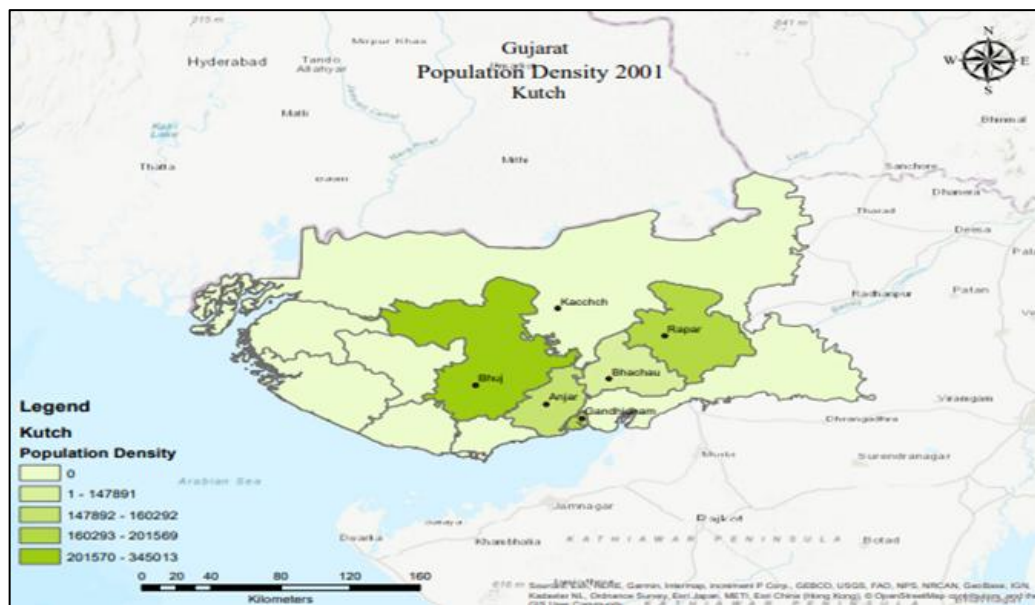 215 m
641 m
Mirpur Khas
Hyderabad
Tando
Allahyar
Gujarat
Population Density 2001
Kutch
N
W
E
S
Matli
Thatta
Mithi
Sanchore
Dhanera
Tharad
Deesa
Radhanpur
Patan
Kacchch
Rapar
Bhachau
Bhuj
Anjar
Gandhidham
Viramgam
Dhrangadhra
Surendranagar
Arabian Sea
Jamnagar
Rajkot
Dwarka
Khambhalia
KATHIAWAR PENINSULA
Botad
Legend
Kutch
Population Density
0
1 - 147891
147892 - 160292
160293 - 201569
201570 - 345013
0 20 40 80 120 160
Kilometers